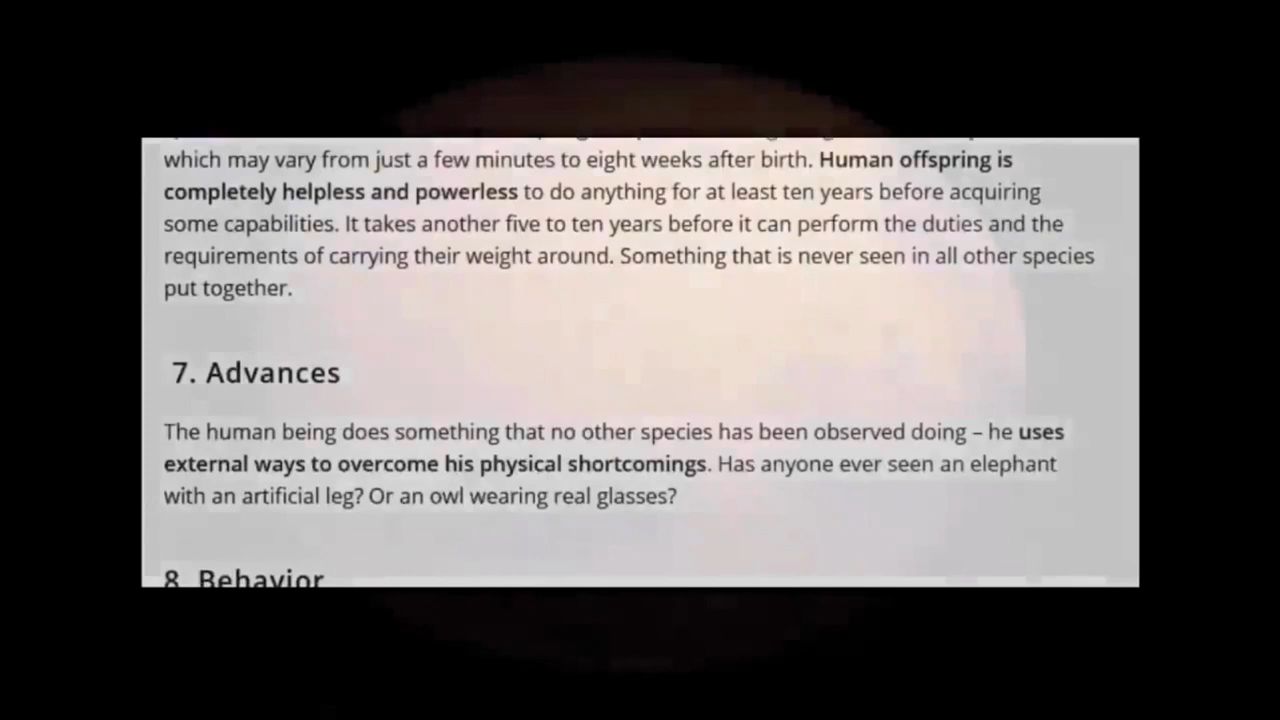 which may vary from just a few minutes to eight weeks after birth. Human offspring is
completely helpless and powerless to do anything for at least ten years before acquiring
some capabilities. It takes another five to ten years before it can perform the duties and the
requirements of carrying their weight around. Something that is never seen in all other species
put together.
7. Advances
The human being does something that no other species has been observed doing – he uses
external ways to overcome his physical shortcomings. Has anyone ever seen an elephant
with an artificial leg? Or an owl wearing real glasses?
8. Behavior